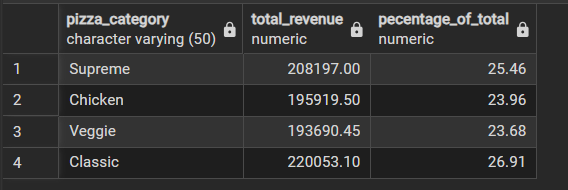 pizza_category total_revenue pecentage_of_total
character varying (50) numeric numeric
1 Supreme 208197.00 25.46
2 Chicken 195919.50 23.96
3 Veggie 193690.45 23.68
4 Classic 220053.10 26.91